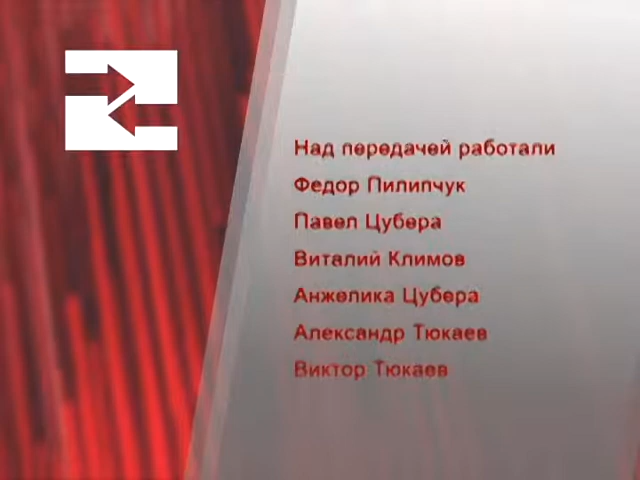 Над передачей работали
Федор Пилипчук
Павел Цубера
Виталий Климов
Анжелика Цубера
Александр Тюкаев
Виктор Тюкаев